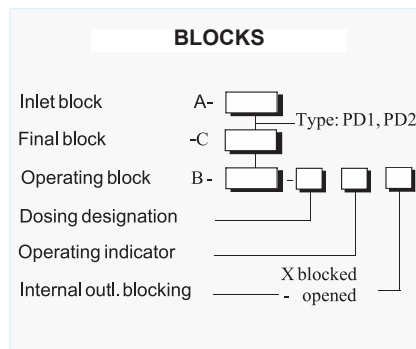 BLOCKS
Inlet block A-
Type: PD1, PD2
Final block -C
Operating block B - -
Dosing designation
Operating indicator
X blocked
Internal outl. blocking - opened